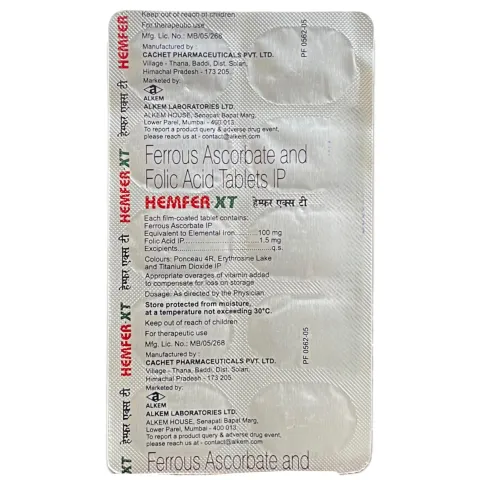 Keep out of reach of children
For therapeutic use
Mfg. Lic. No.: MB/05/268
Manufactured by :
CACHET PHARMACEUTICALS PVT. LTD.
Village - Thana, Baddi, Dist. Solan,
Himachal Pradesh - 173 205.
Marketed by:
a
ALKEM
ALKEM LABORATORIES LTD.
ALKEM HOUSE, Senapati Bapat Marg,
Lower Parel, Mumbai - 400 013.
To report a product query & adverse drug event,
please reach us at - contact@alkem.com
PF 0562-05
Ferrous Ascorbate and
Folic Acid Tablets IP
HEMFER-XT हेम्फर एक्स टी
Each film-coated tablet contains:
Ferrous Ascorbate IP
Equivalent to Elemental Iron..........100 mg
Folic Acid IP..........1.5 mg
Excipients..........q.s.
Colours: Ponceau 4R, Erythrosine Lake
and Titanium Dioxide IP
Appropriate overages of vitamin added
to compensate for loss on storage
Dosage: As directed by the Physician.
Store protected from moisture,
at a temperature not exceeding 30°C.
Keep out of reach of children
For therapeutic use
Mfg. Lic. No.: MB/05/268
Manufactured by :
CACHET PHARMACEUTICALS PVT. LTD.
Village - Thana, Baddi, Dist. Solan,
Himachal Pradesh - 173 205.
Marketed by:
a
ALKEM
ALKEM LABORATORIES LTD.
ALKEM HOUSE, Senapati Bapat Marg,
Lower Parel, Mumbai - 400 013.
To report a product query & adverse drug event,
please reach us at - contact@alkem.com
PF 0562-05
Ferrous Ascorbate and
XT हेम्फर एक्स टी HEMFER-XT हेम्फर एक्स टी HEMFER-XT हेम्फर एक्स टी HEMFER